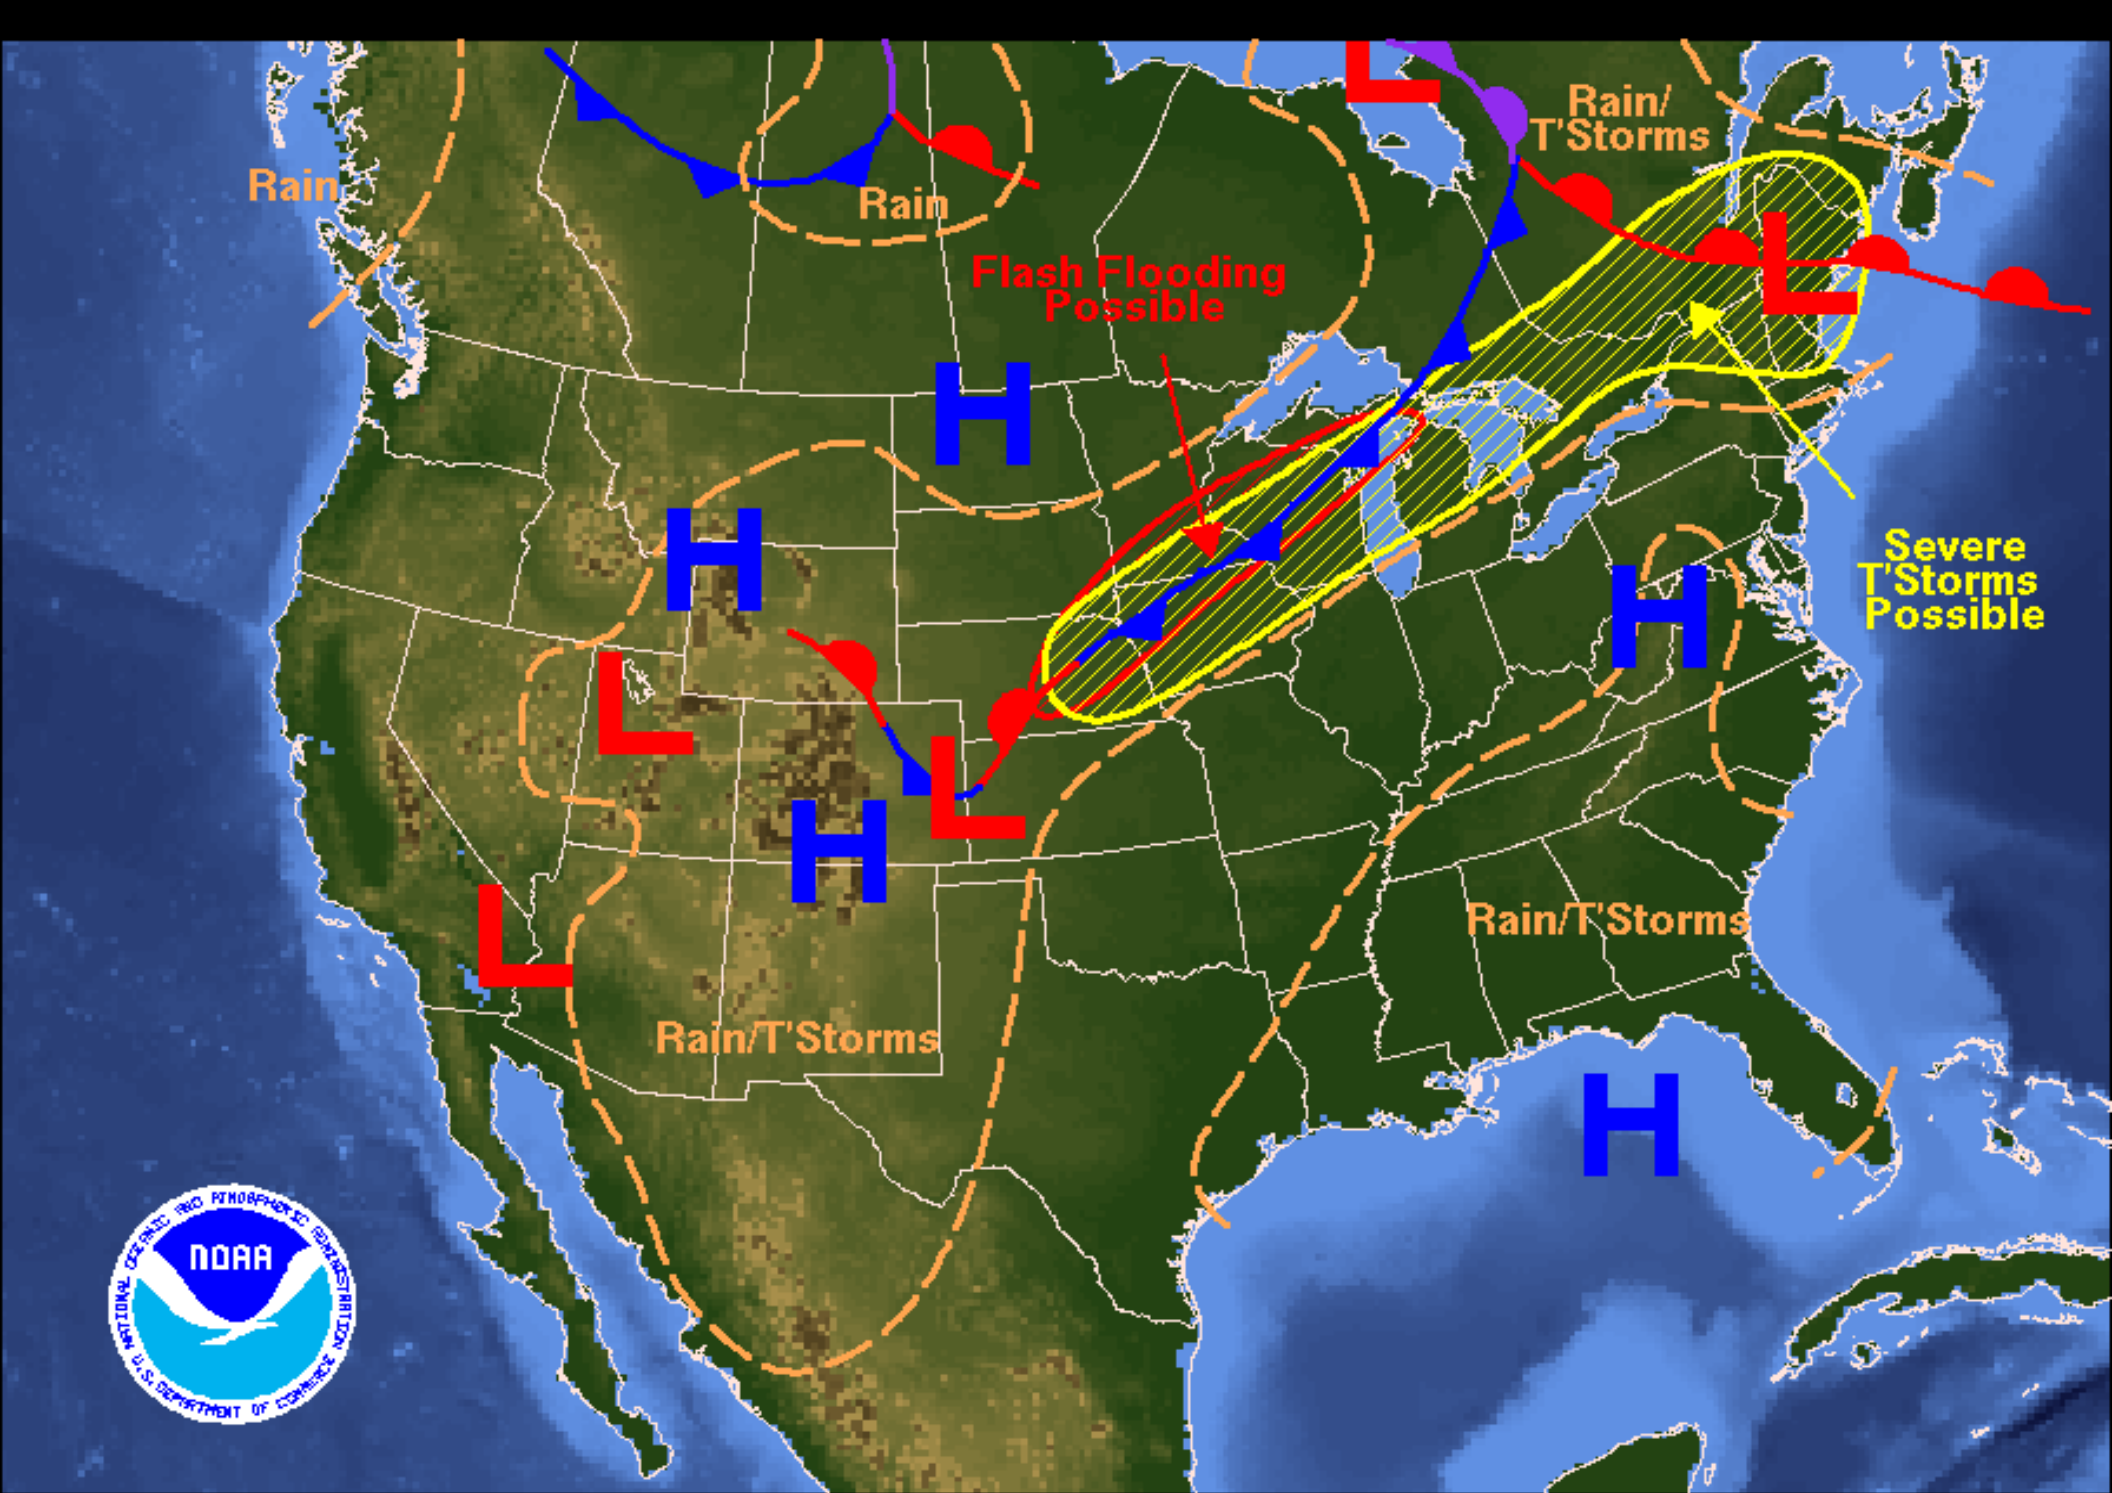 L
Rain/
T'Storms
Rain
Rain
L
Flash Flooding
Possible
H
H
Severe
T'Storms
Possible
H
L
L
H
L
Rain/T'Storms
Rain/T'Storms
H
NOAA
NATIONAL OCEANIC AND ATMOSPHERIC ADMINISTRATION
U.S. DEPARTMENT OF COMMERCE